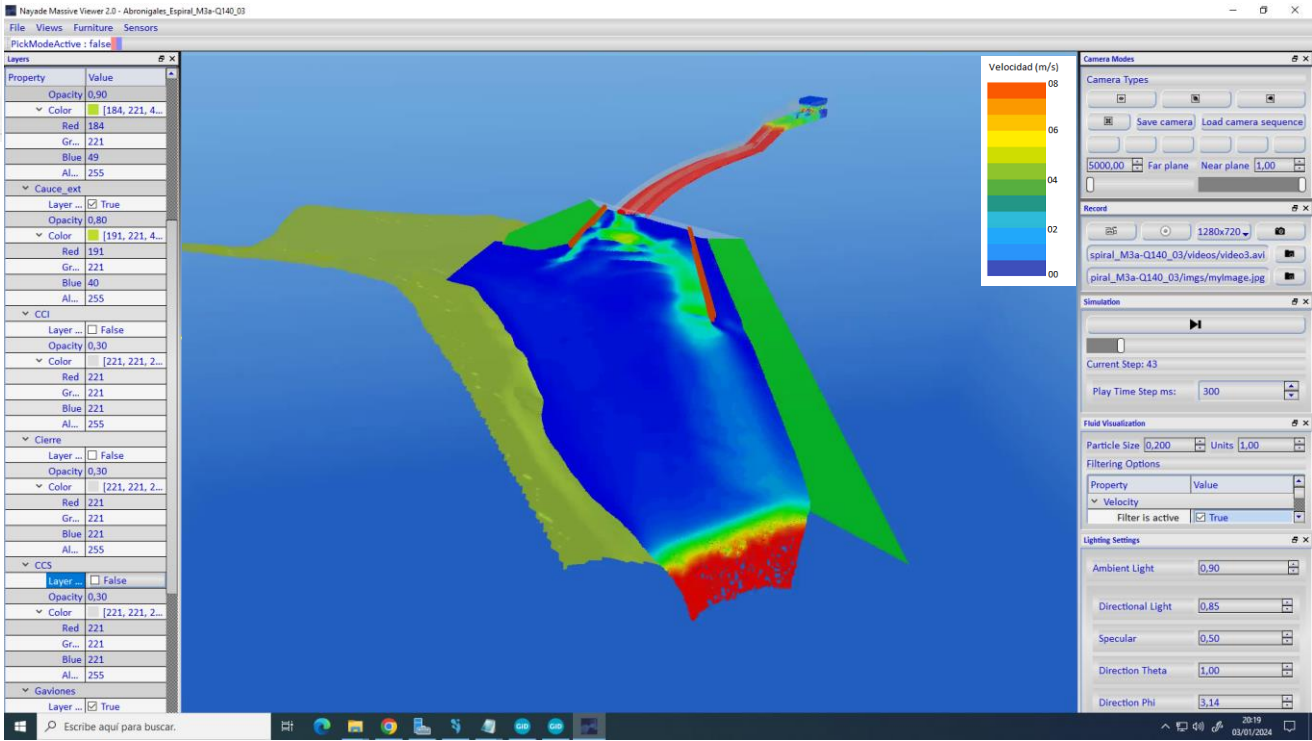 Nayade Massive Viewer 2.0 - Abronigales_Espiral_M3a-Q140_03
File Views Furniture Sensors
PickModeActive : false
Layers
Property Value
Opacity 0,90
Color [184, 221, 4...
Red 184
Gr... 221
Blue 49
Al... 255
Cauce_ext
Layer ... True
Opacity 0,80
Color [191, 221, 4...
Red 191
Gr... 221
Blue 40
Al... 255
CCI
Layer ... False
Opacity 0,30
Color [221, 221, 2...
Red 221
Gr... 221
Blue 221
Al... 255
Cierre
Layer ... False
Opacity 0,30
Color [221, 221, 2...
Red 221
Gr... 221
Blue 221
Al... 255
CCS
Layer ... False
Opacity 0,30
Color [221, 221, 2...
Red 221
Gr... 221
Blue 221
Al... 255
Gaviones
Layer ... True
Velocidad (m/s)
08
06
04
02
00
Camera Modes
Camera Types
Save camera Load camera sequence
5000,00 Far plane Near plane 1,00
Record
1280x720
spiral_M3a-Q140_03/videos/video3.avi
piral_M3a-Q140_03/imgs/myImage.jpg
Simulation
Current Step: 43
Play Time Step ms: 300
Fluid Visualization
Particle Size 0,200 Units 1,00
Filtering Options
Property Value
Velocity
Filter is active True
Lighting Settings
Ambient Light 0,90
Directional Light 0,85
Specular 0,50
Direction Theta 1,00
Direction Phi 3,14
Escribe aquí para buscar.
GiD GiD
20:19
03/01/2024